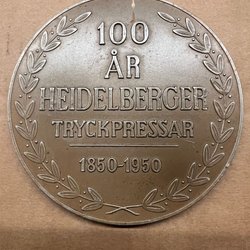 100
ÅR
HEIDELBERGER
TRYCKPRESSAR
1850-1950